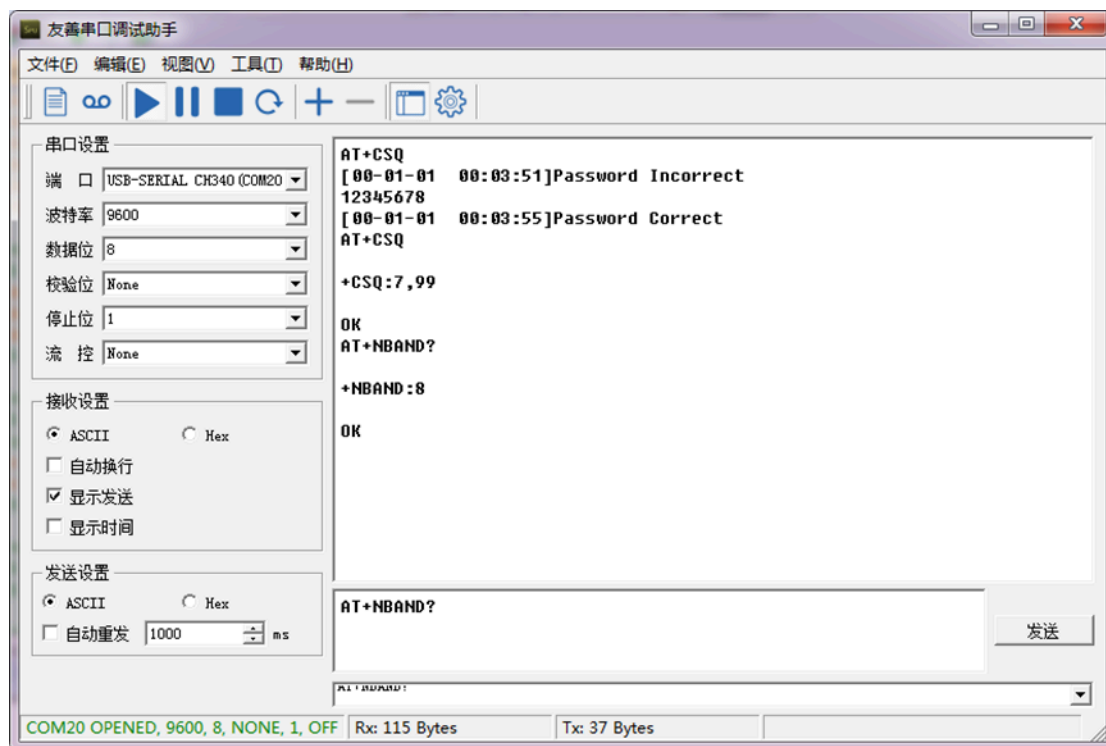 友善串口调试助手
文件(F) 编辑(E) 视图(V) 工具(T) 帮助(H)
串口设置
端 口 USB-SERIAL CH340 (COM20
波特率 9600
数据位 8
校验位 None
停止位 1
流 控 None
接收设置
ASCII Hex
自动换行
显示发送
显示时间
发送设置
ASCII Hex
自动重发 1000 ms
AT+CSQ
[00-01-01 00:03:51]Password Incorrect
12345678
[00-01-01 00:03:55]Password Correct
AT+CSQ
+CSQ:7,99
OK
AT+NBAND?
+NBAND:8
OK
AT+NBAND?
发送
AT+NBAND?
COM20 OPENED, 9600, 8, NONE, 1, OFF Rx: 115 Bytes Tx: 37 Bytes